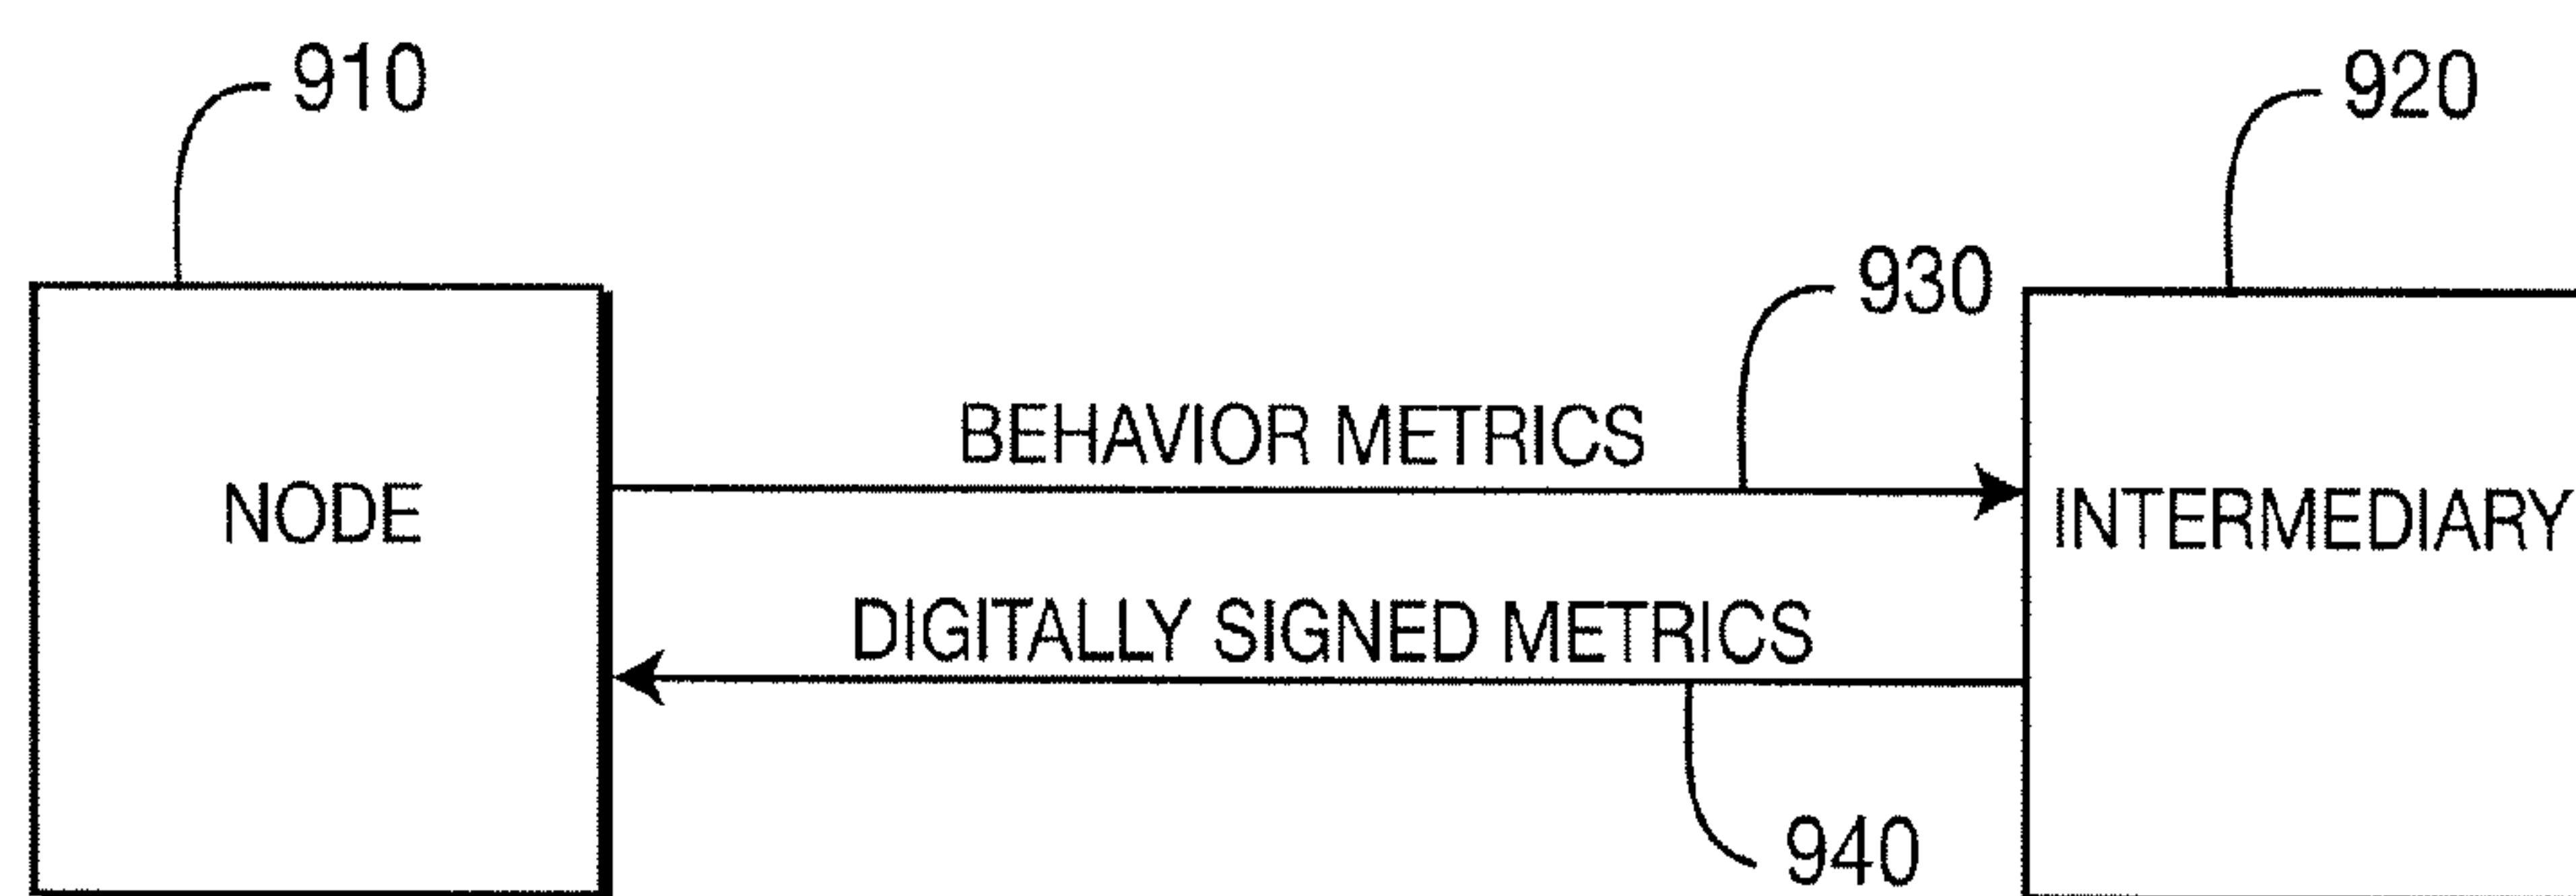 910
920
930
BEHAVIOR METRICS
NODE
INTERMEDIARY
DIGITALLY SIGNED METRICS
940